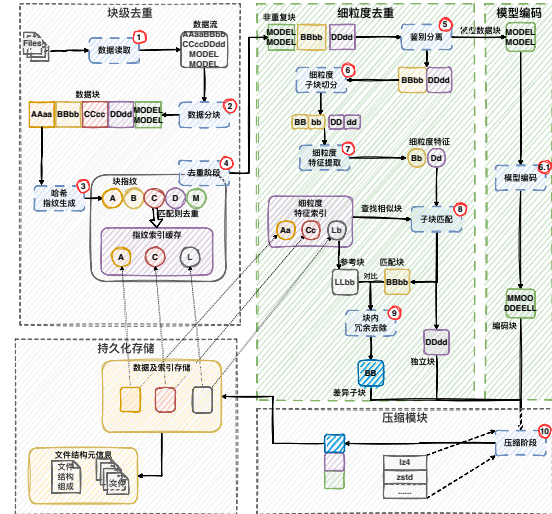 块级去重
Files
数据读取
1
数据流
AAaaBBbb
CCccDDdd
MODEL
MODEL
数据块
AAaa
BBbb
CCcc
DDdd
MODEL
MODEL
数据分块
2
去重阶段
4
哈希
指纹生成
3
块指纹
A
B
C
D
M
匹配则去重
指纹索引缓存
A
C
L
细粒度去重
非重复块
MODEL
MODEL
BBbb
DDdd
鉴别分离
5
细粒度
子块切分
6
BBbb
DDdd
BB
bb
DD
dd
细粒度
特征提取
7
细粒度特征
Bb
Dd
细粒度
特征索引
Aa
Cc
Lb
查找相似块
子块匹配
8
参考块
LLbb
对比
匹配块
BBbb
块内
冗余去除
9
BB
差异子块
DDdd
独立块
模型编码
模型数据块
MODEL
MODEL
模型编码
6.1
MMOO
DDEELL
编码块
持久化存储
数据及索引存储
文件结构元信息
文件
结构
组成
文件
压缩模块
压缩阶段
10
lz4
zstd
......